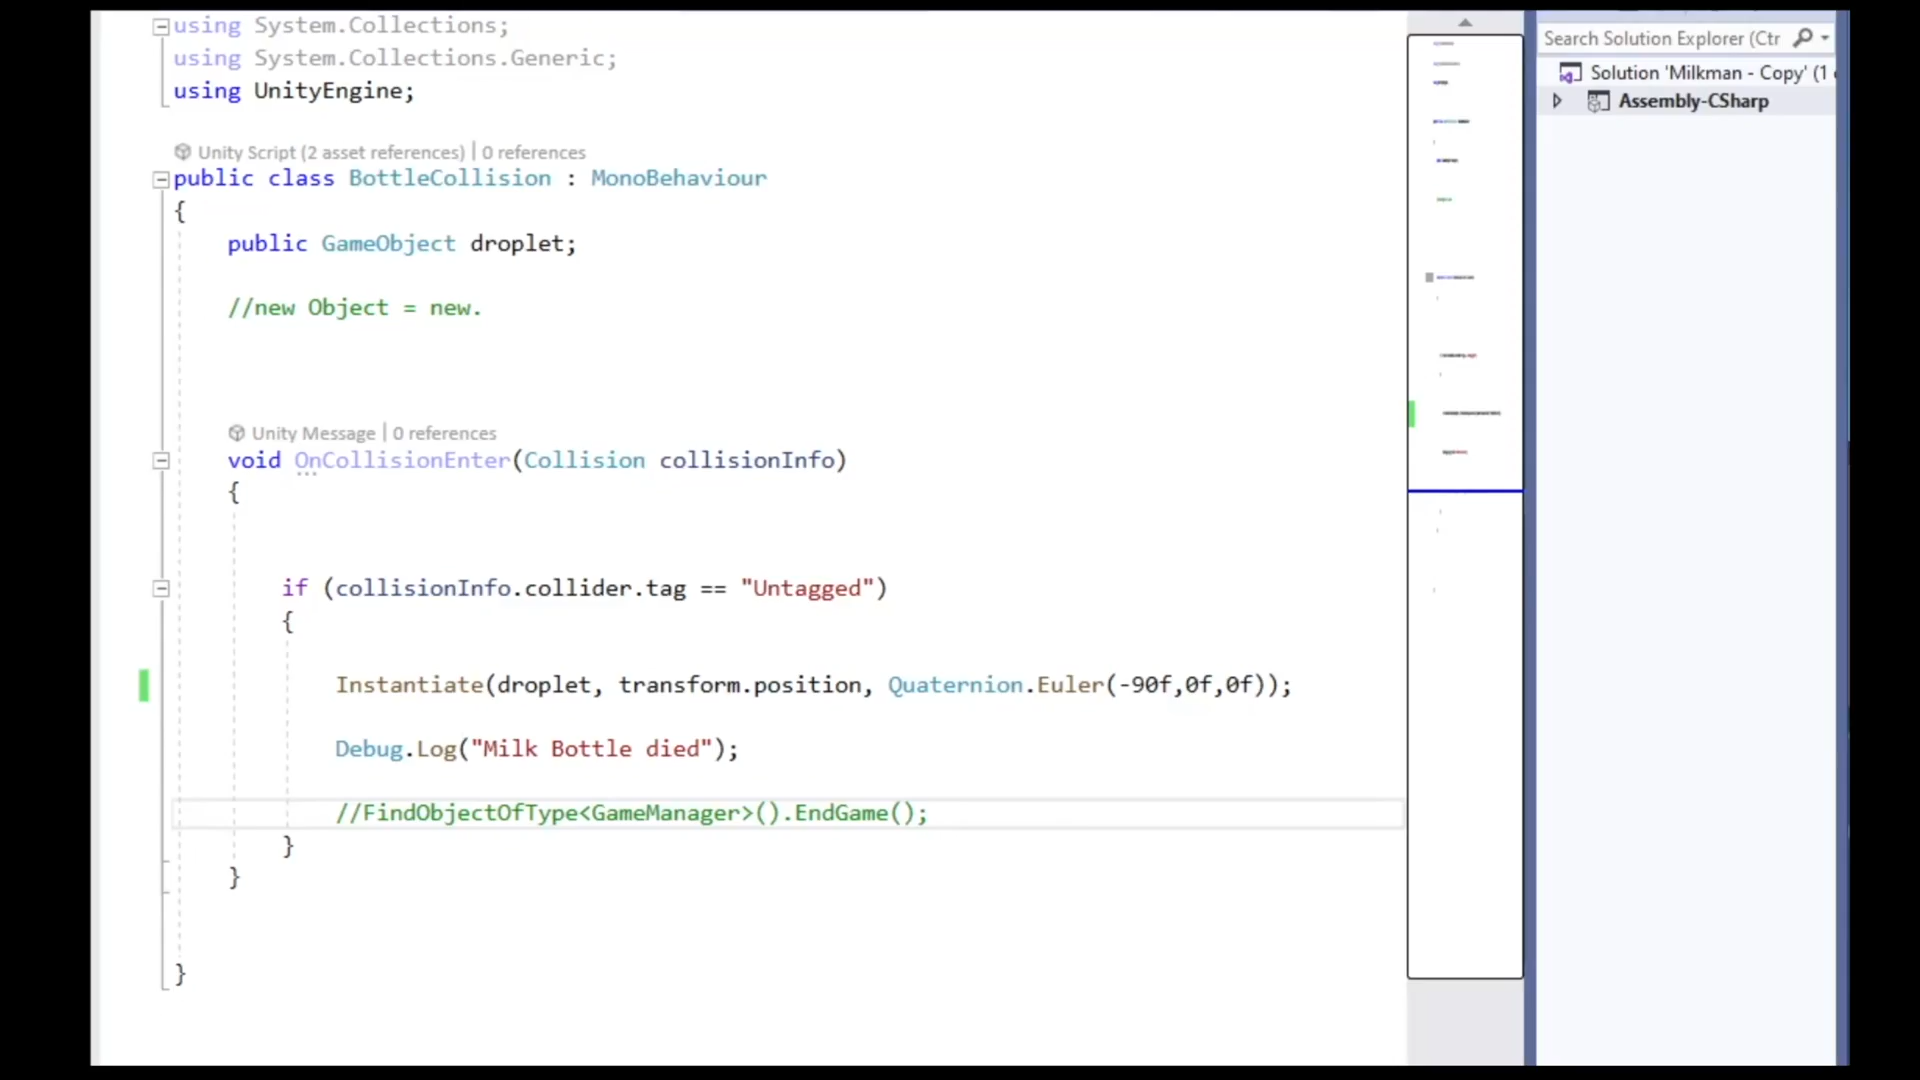 using System.Collections;
using System.Collections.Generic;
using UnityEngine;
Unity Script (2 asset references) | 0 references
public class BottleCollision : MonoBehaviour
{
public GameObject droplet;
//new Object = new.
Unity Message | 0 references
void OnCollisionEnter(Collision collisionInfo)
{
if (collisionInfo.collider.tag == "Untagged")
{
Instantiate(droplet, transform.position, Quaternion.Euler(-90f,0f,0f));
Debug.Log("Milk Bottle died");
//FindObjectOfType<GameManager>().EndGame();
}
}
}
Search Solution Explorer (Ctr
Solution 'Milkman - Copy' (1
Assembly-CSharp